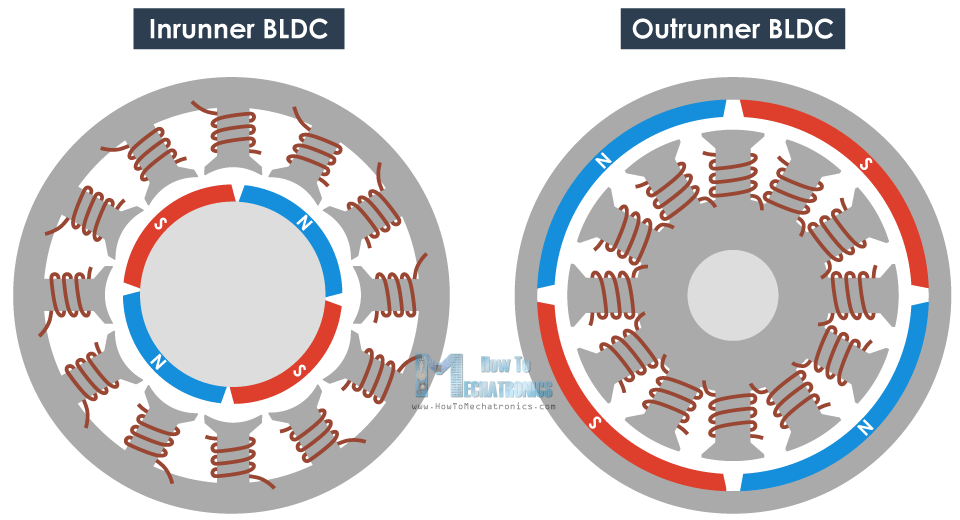 Inrunner BLDC
Outrunner BLDC
S
N
N
S
N
S
S
N
How To
Mechatronics
www.HowToMechatronics.com